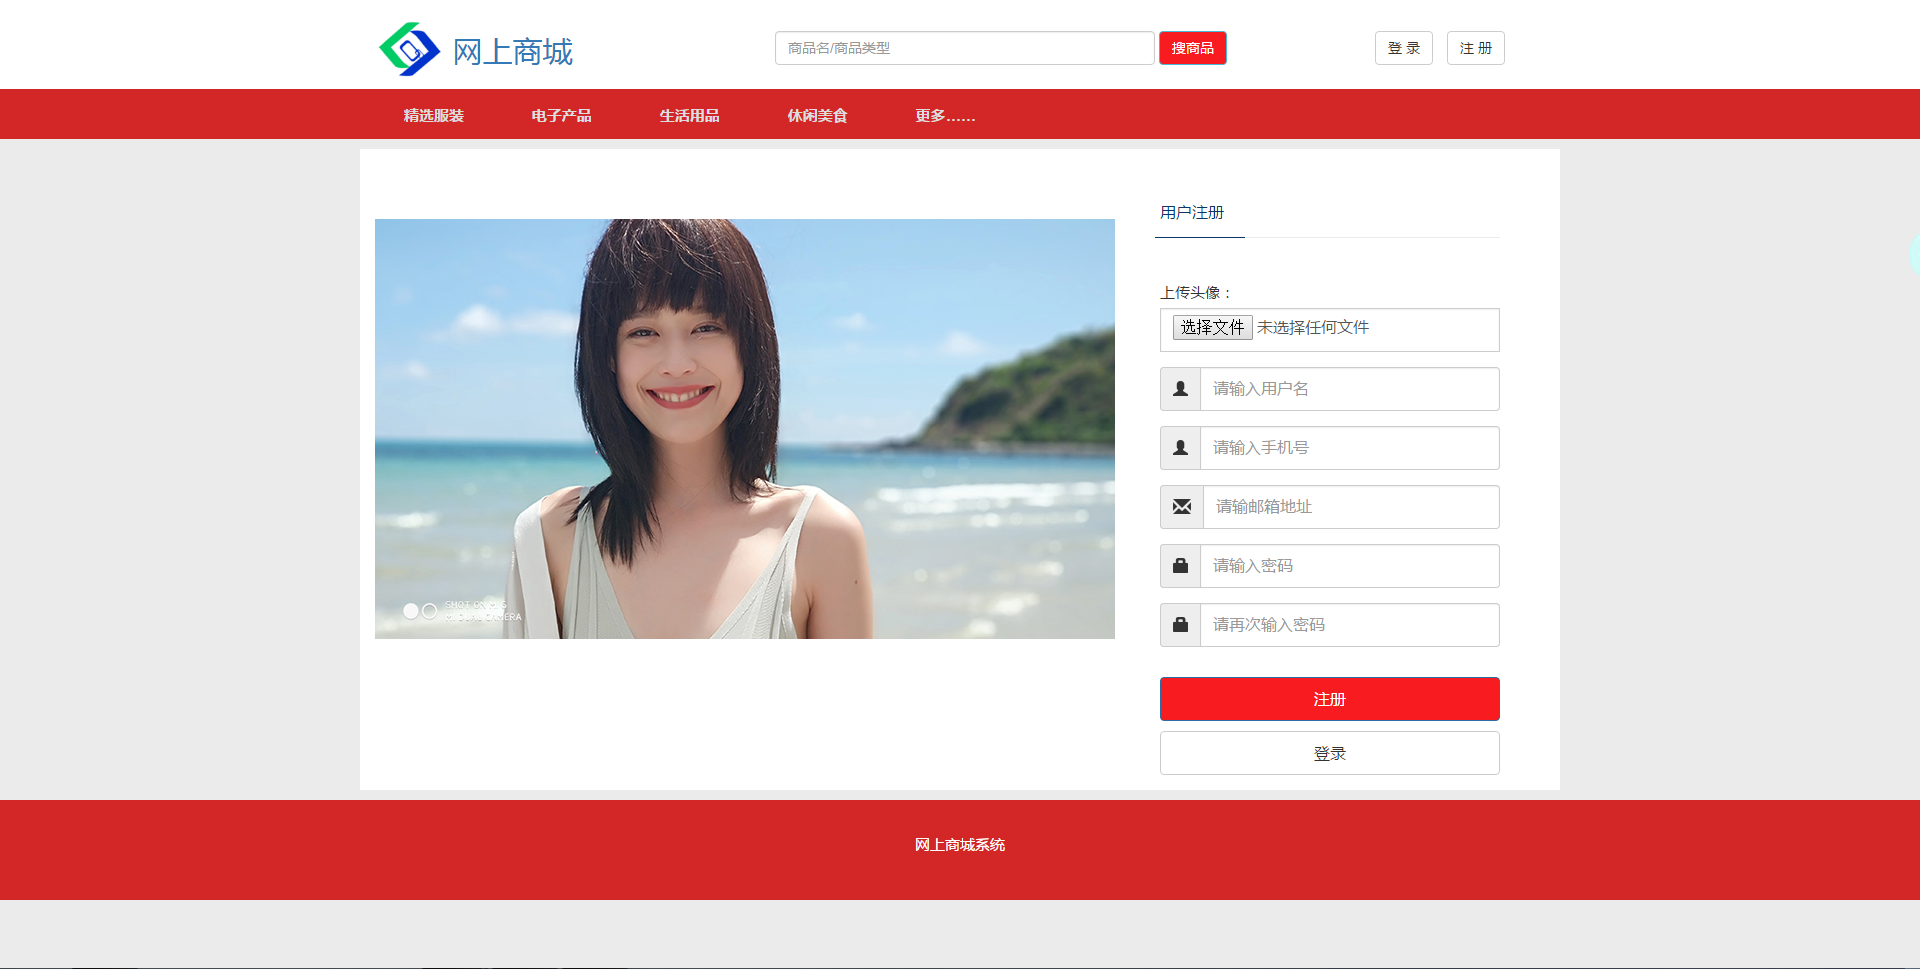 网上商城
商品名/商品类型
搜商品
登 录
注 册
精选服装
电子产品
生活用品
休闲美食
更多......
用户注册
上传头像：
选择文件 未选择任何文件
请输入用户名
请输入手机号
请输邮箱地址
请输入密码
请再次输入密码
注册
登录
SHOT ON
CAMERA
网上商城系统